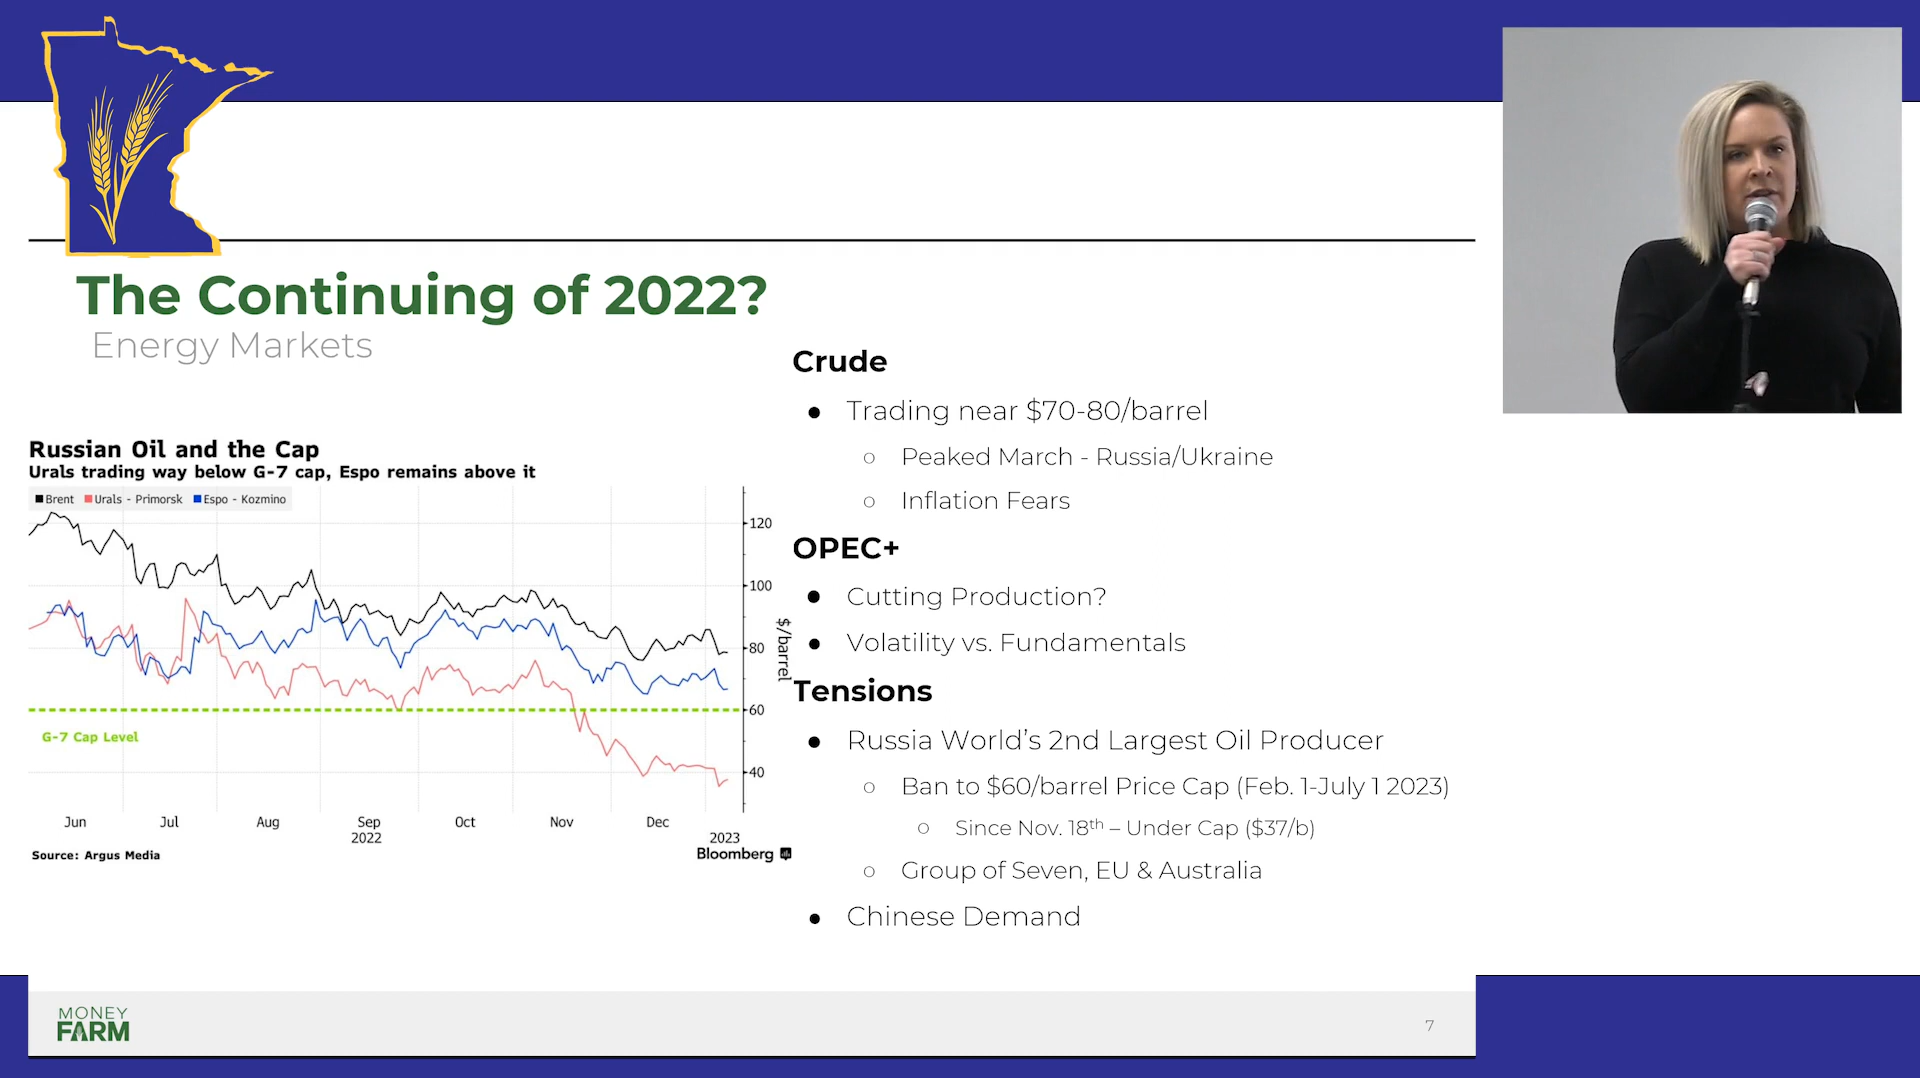 The Continuing of 2022?
Energy Markets
Russian Oil and the Cap
Urals trading way below G-7 cap, Espo remains above it
Brent Urals - Primorsk Espo - Kozmino
120
100
80
60
40
$/barrel
G-7 Cap Level
Jun Jul Aug Sep Oct Nov Dec
2022 2023
Source: Argus Media
Bloomberg
Crude
● Trading near $70-80/barrel
○ Peaked March - Russia/Ukraine
○ Inflation Fears
OPEC+
● Cutting Production?
● Volatility vs. Fundamentals
Tensions
● Russia World's 2nd Largest Oil Producer
○ Ban to $60/barrel Price Cap (Feb. 1-July 1 2023)
○ Since Nov. 18th – Under Cap ($37/b)
○ Group of Seven, EU & Australia
● Chinese Demand
MONEY
FARM
7